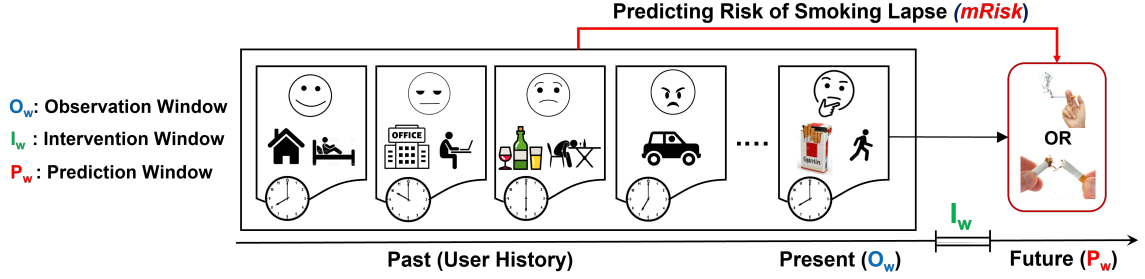 Predicting Risk of Smoking Lapse (mRisk)
Ow: Observation Window
Iw: Intervention Window
Pw: Prediction Window
OFFICE
OR
Iw
Past (User History)
Present (Ow)
Future (Pw)